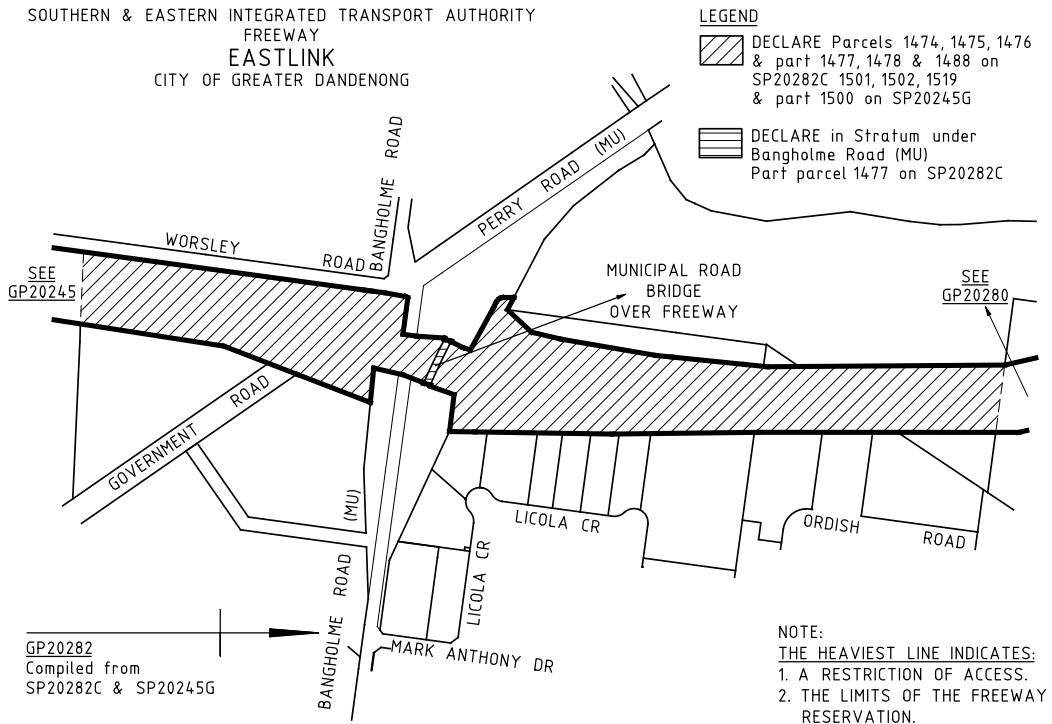 SOUTHERN & EASTERN INTEGRATED TRANSPORT AUTHORITY
FREEWAY
EASTLINK
CITY OF GREATER DANDENONG
LEGEND
DECLARE Parcels 1474, 1475, 1476
& part 1477, 1478 & 1488 on
SP20282C 1501, 1502, 1519
& part 1500 on SP20245G
DECLARE in Stratum under
Bangholme Road (MU)
Part parcel 1477 on SP20282C
BANGHOLME ROAD
PERRY ROAD (MU)
WORSLEY ROAD
SEE
GP20245
MUNICIPAL ROAD
BRIDGE
OVER FREEWAY
SEE
GP20280
GOVERNMENT ROAD
BANGHOLME ROAD (MU)
LICOLA CR
LICOLA CR
ORDISH ROAD
MARK ANTHONY DR
GP20282
Compiled from
SP20282C & SP20245G
NOTE:
THE HEAVIEST LINE INDICATES:
1. A RESTRICTION OF ACCESS.
2. THE LIMITS OF THE FREEWAY
RESERVATION.